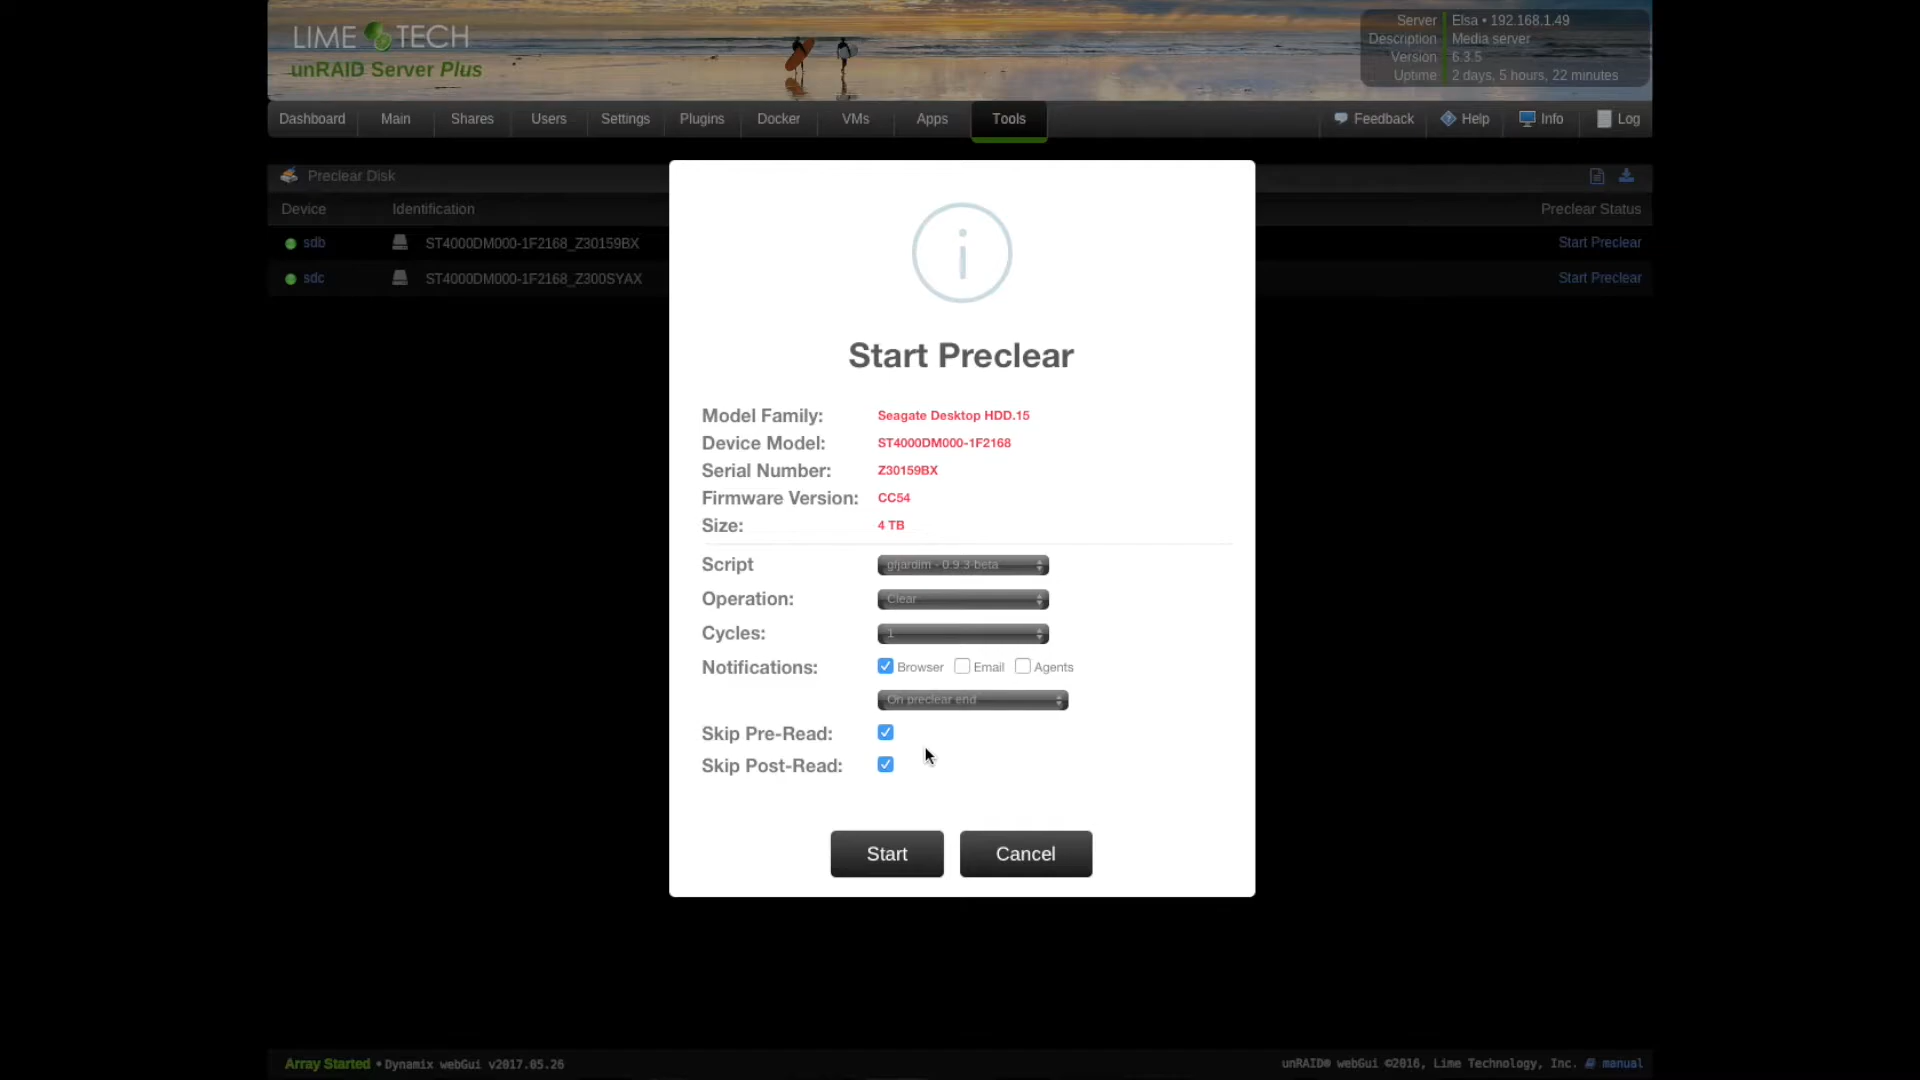 LIME TECH
unRAID Server Plus
Server Elsa • 192.168.1.49
Description Media server
Version 6.3.5
Uptime 2 days, 5 hours, 22 minutes
Dashboard Main Shares Users Settings Plugins Docker VMs Apps Tools Feedback Help Info Log
Preclear Disk
Device Identification Preclear Status
sdb ST4000DM000-1F2168_Z30159BX Start Preclear
sdc ST4000DM000-1F2168_Z300SYAX Start Preclear
Start Preclear
Model Family: Seagate Desktop HDD.15
Device Model: ST4000DM000-1F2168
Serial Number: Z30159BX
Firmware Version: CC54
Size: 4 TB
Script gfjardim - 0.9.3-beta
Operation: Clear
Cycles: 1
Notifications: Browser Email Agents
On preclear end
Skip Pre-Read:
Skip Post-Read:
Start Cancel
Array Started • Dynamix webGui v2017.05.26
unRAID® webGui ©2016, Lime Technology, Inc. manual